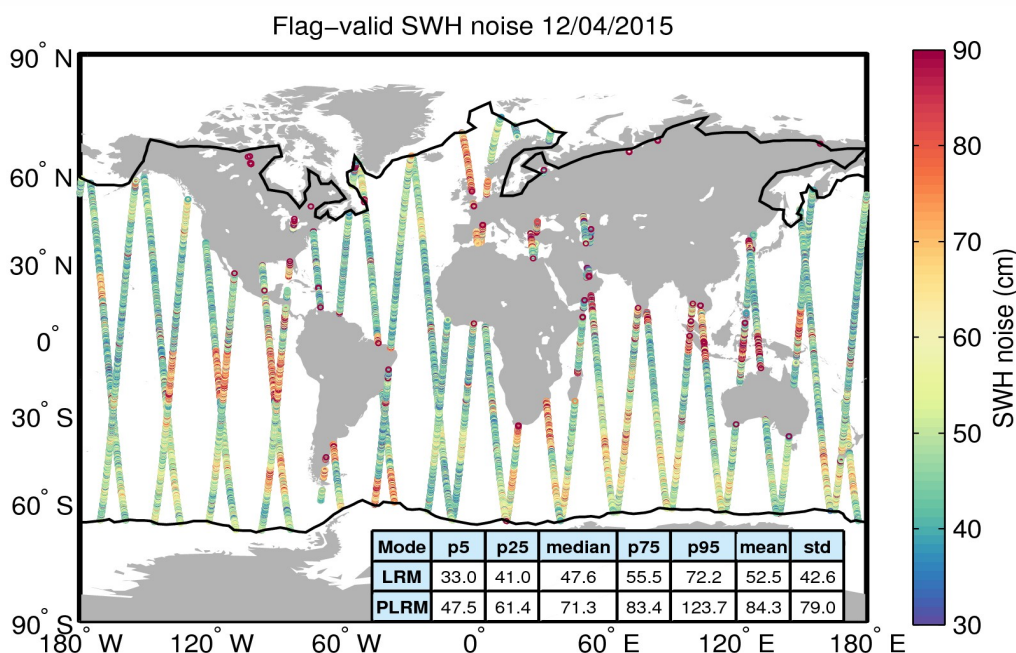 Flag−valid SWH noise 12/04/2015
90° N
60° N
30° N
0°
30° S
60° S
90° S
180° W
120° W
60° W
0°
60° E
120° E
180° E
90
80
70
60
50
40
30
SWH noise (cm)
Mode p5 p25 median p75 p95 mean std
LRM 33.0 41.0 47.6 55.5 72.2 52.5 42.6
PLRM 47.5 61.4 71.3 83.4 123.7 84.3 79.0